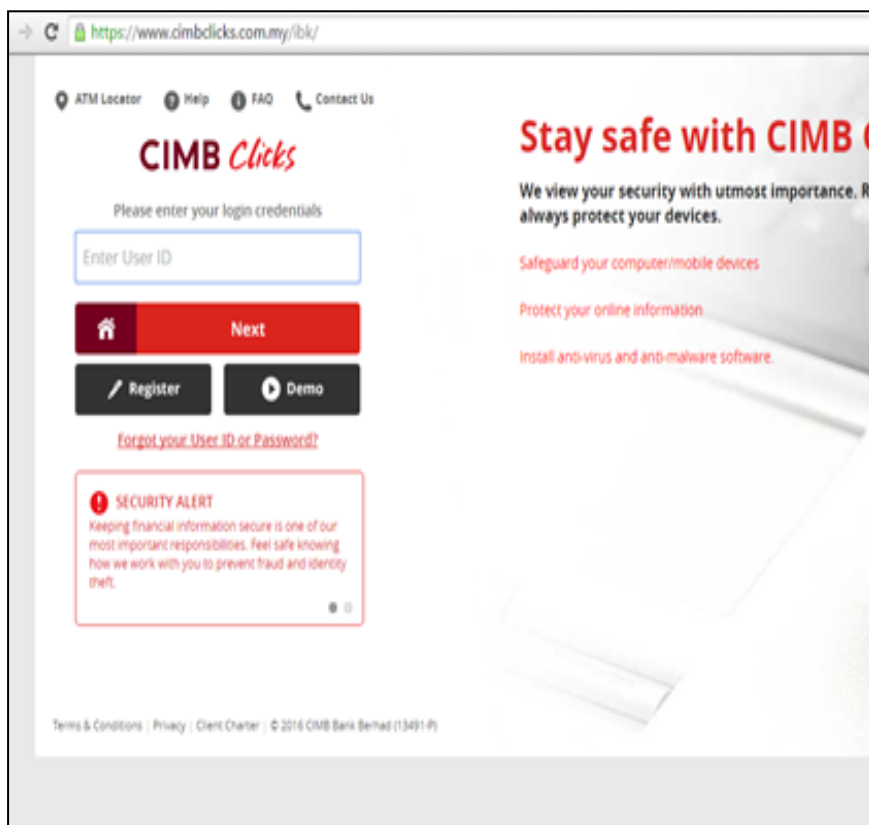 https://www.cimbclicks.com.my/ibk/
ATM Locator Help FAQ Contact Us
CIMB Clicks
Please enter your login credentials
Enter User ID
Next
Register Demo
Forgot your User ID or Password?
SECURITY ALERT
Keeping financial information secure is one of our
most important responsibilities. Feel safe knowing
how we work with you to prevent fraud and identity
theft.
Terms & Conditions | Privacy | Client Charter | © 2016 CIMB Bank Berhad (13491-P)
Stay safe with CIMB
We view your security with utmost importance. R
always protect your devices.
Safeguard your computer/mobile devices
Protect your online information
Install anti-virus and anti-malware software.